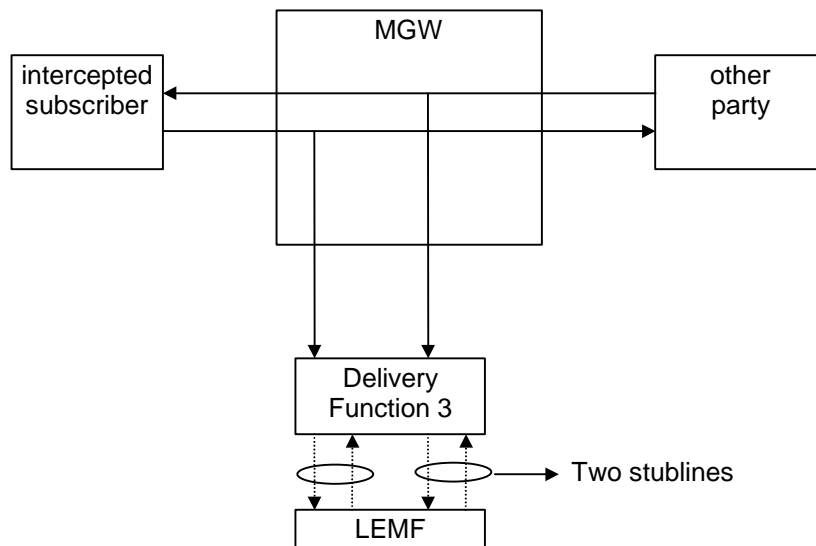 MGW
intercepted
subscriber
other
party
Delivery
Function 3
Two stublines
LEMF